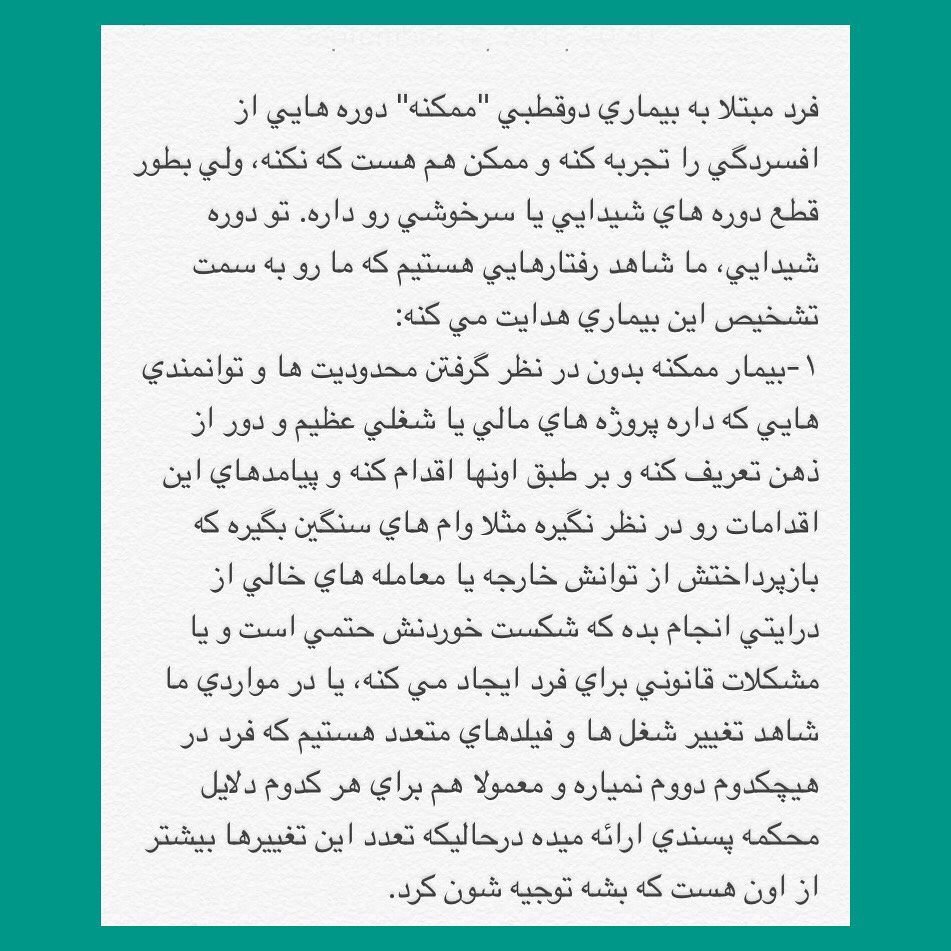 فرد مبتلا به بيماري دوقطبي "ممكنه" دوره هايي از
افسردگي را تجربه كنه و ممكن هم هست كه نكنه، ولي بطور
قطع دوره هاي شيدايي يا سرخوشي رو داره. تو دوره
شيدايي، ما شاهد رفتارهايي هستيم كه ما رو به سمت
تشخيص اين بيماري هدايت مي كنه:
١-بيمار ممكنه بدون در نظر گرفتن محدوديت ها و توانمندي
هايي كه داره پروژه هاي مالي يا شغلي عظيم و دور از
ذهن تعريف كنه و بر طبق اونها اقدام كنه و پيامدهاي اين
اقدامات رو در نظر نگيره مثلا وام هاي سنگين بگيره كه
بازپرداختش از توانش خارجه يا معامله هاي خالي از
درايتي انجام بده كه شكست خوردنش حتمي است و يا
مشكلات قانوني براي فرد ايجاد مي كنه، يا در مواردي ما
شاهد تغيير شغل ها و فيلدهاي متعدد هستيم كه فرد در
هيچكدوم دووم نمياره و معمولا هم براي هر كدوم دلايل
محكمه پسندي ارائه ميده درحاليكه تعدد اين تغييرها بيشتر
از اون هست كه بشه توجيه شون كرد.